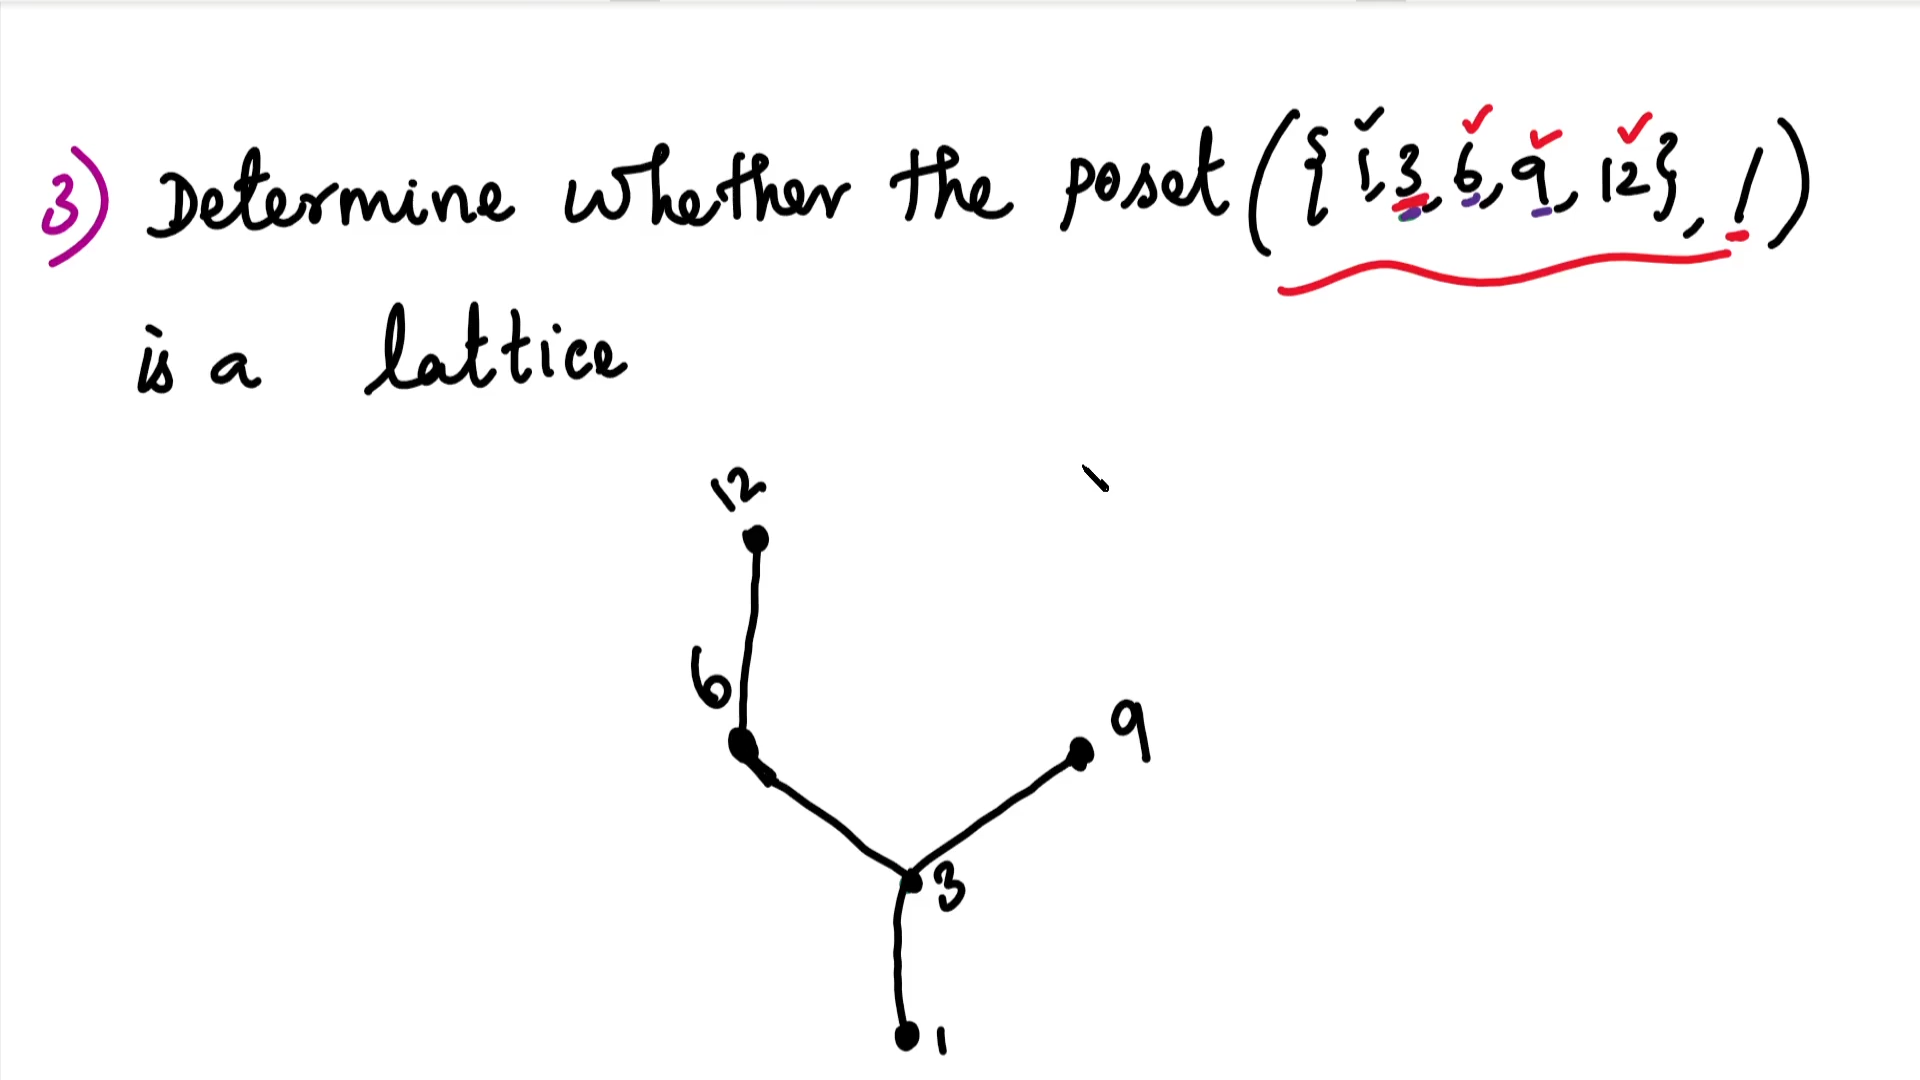 3) Determine whether the poset ({1,3,6,9,12}, /)
is a lattice
12
6
9
3
1